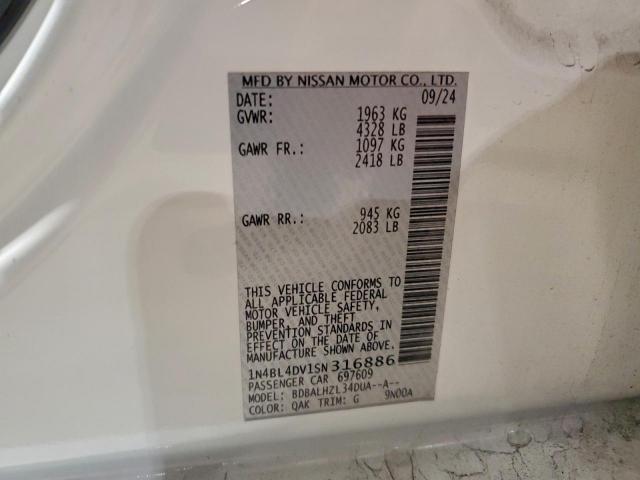 MFD BY NISSAN MOTOR CO., LTD.
DATE: 09/24
GVWR: 1963 KG
4328 LB
GAWR FR.: 1097 KG
2418 LB
GAWR RR.: 945 KG
2083 LB
THIS VEHICLE CONFORMS TO
ALL APPLICABLE FEDERAL
MOTOR VEHICLE SAFETY,
BUMPER, AND THEFT
PREVENTION STANDARDS IN
EFFECT ON THE DATE OF
MANUFACTURE SHOWN ABOVE.
1N4BL4DV1SN316886
PASSENGER CAR 697609
MODEL: BDBALHZL34DUA--A--
COLOR: QAK TRIM: G 9N00A